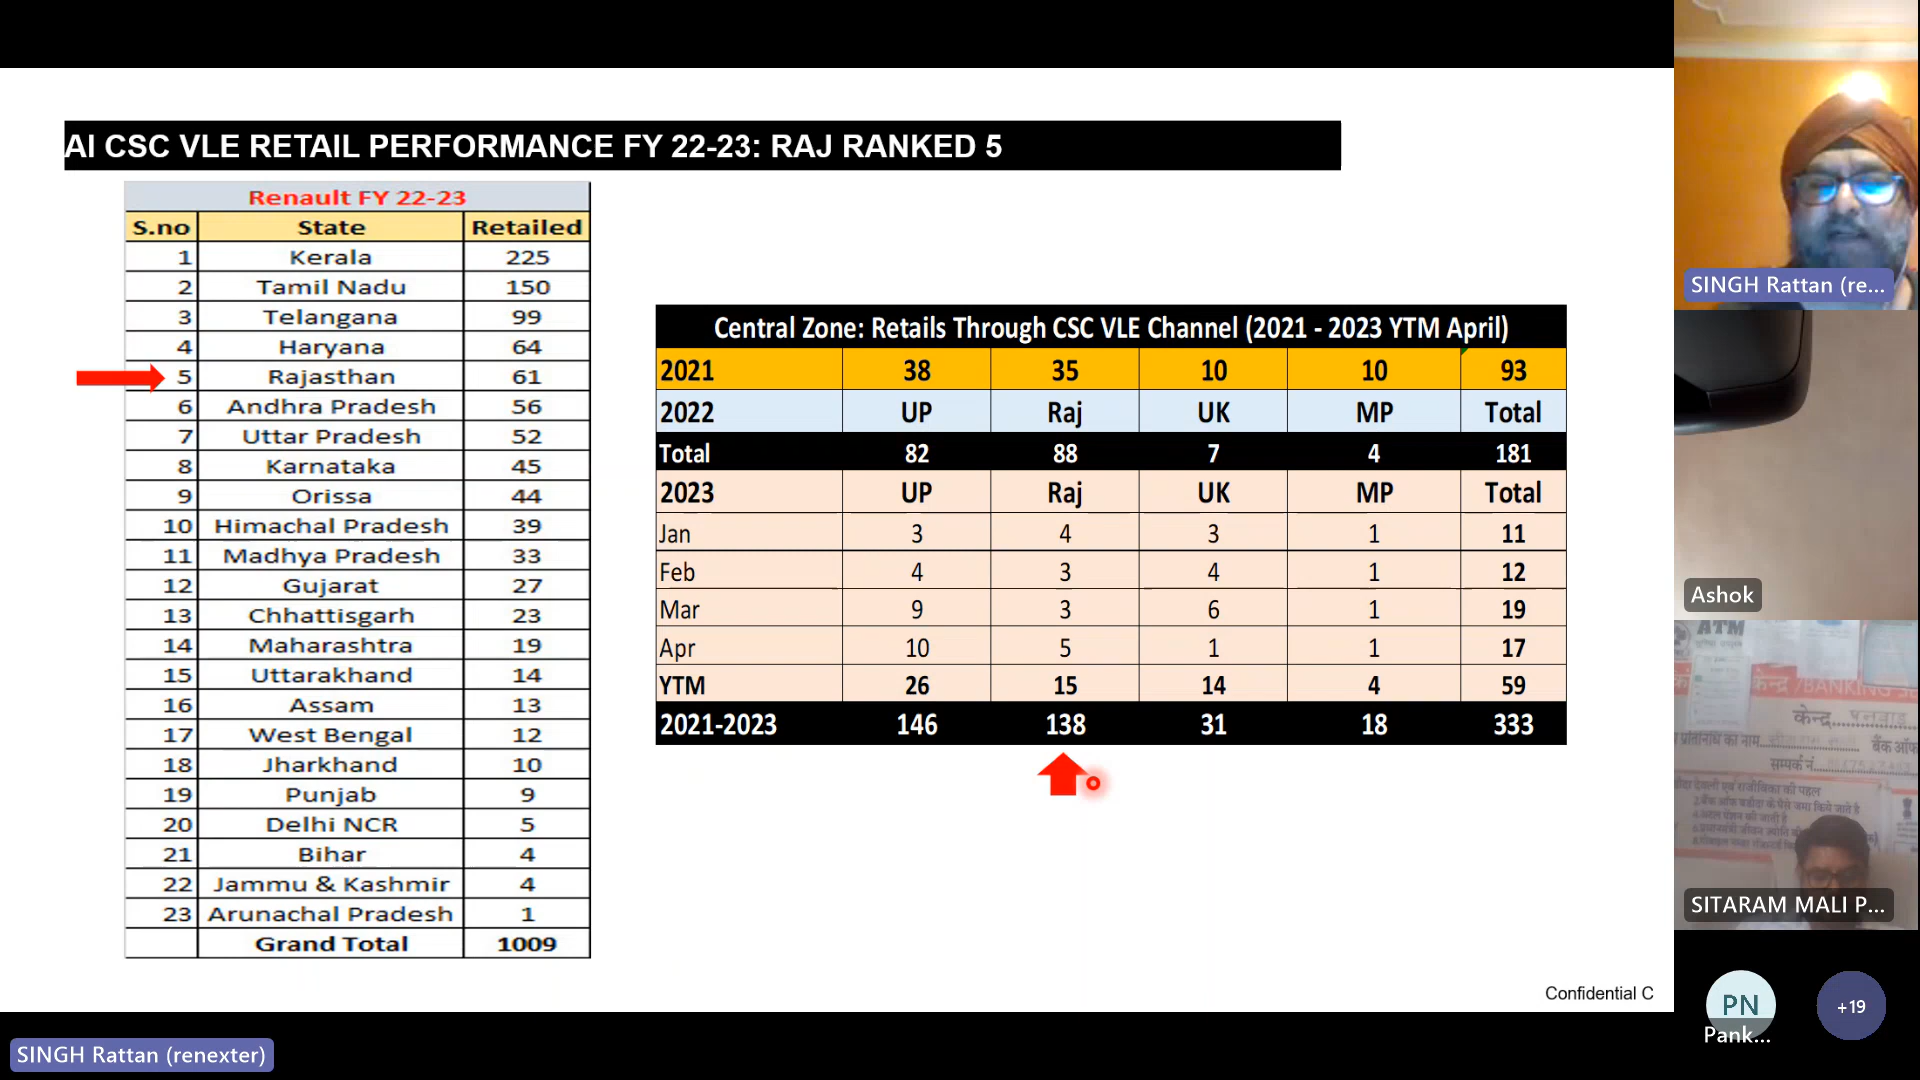 AI CSC VLE RETAIL PERFORMANCE FY 22-23: RAJ RANKED 5
Renault FY 22-23
S.no State Retailed
1 Kerala 225
2 Tamil Nadu 150
3 Telangana 99
4 Haryana 64
5 Rajasthan 61
6 Andhra Pradesh 56
7 Uttar Pradesh 52
8 Karnataka 45
9 Orissa 44
10 Himachal Pradesh 39
11 Madhya Pradesh 33
12 Gujarat 27
13 Chhattisgarh 23
14 Maharashtra 19
15 Uttarakhand 14
16 Assam 13
17 West Bengal 12
18 Jharkhand 10
19 Punjab 9
20 Delhi NCR 5
21 Bihar 4
22 Jammu & Kashmir 4
23 Arunachal Pradesh 1
Grand Total 1009
Central Zone: Retails Through CSC VLE Channel (2021 - 2023 YTM April)
2021 38 35 10 10 93
2022 UP Raj UK MP Total
Total 82 88 7 4 181
2023 UP Raj UK MP Total
Jan 3 4 3 1 11
Feb 4 3 4 1 12
Mar 9 3 6 1 19
Apr 10 5 1 1 17
YTM 26 15 14 4 59
2021-2023 146 138 31 18 333
Confidential C
SINGH Rattan (renexter)
SINGH Rattan (re...
Ashok
ATM
केन्द्र /BANKING
केन्द्र
का नाम
सम्पर्क नं.
SITARAM MALI P...
PN
Pank...
+19